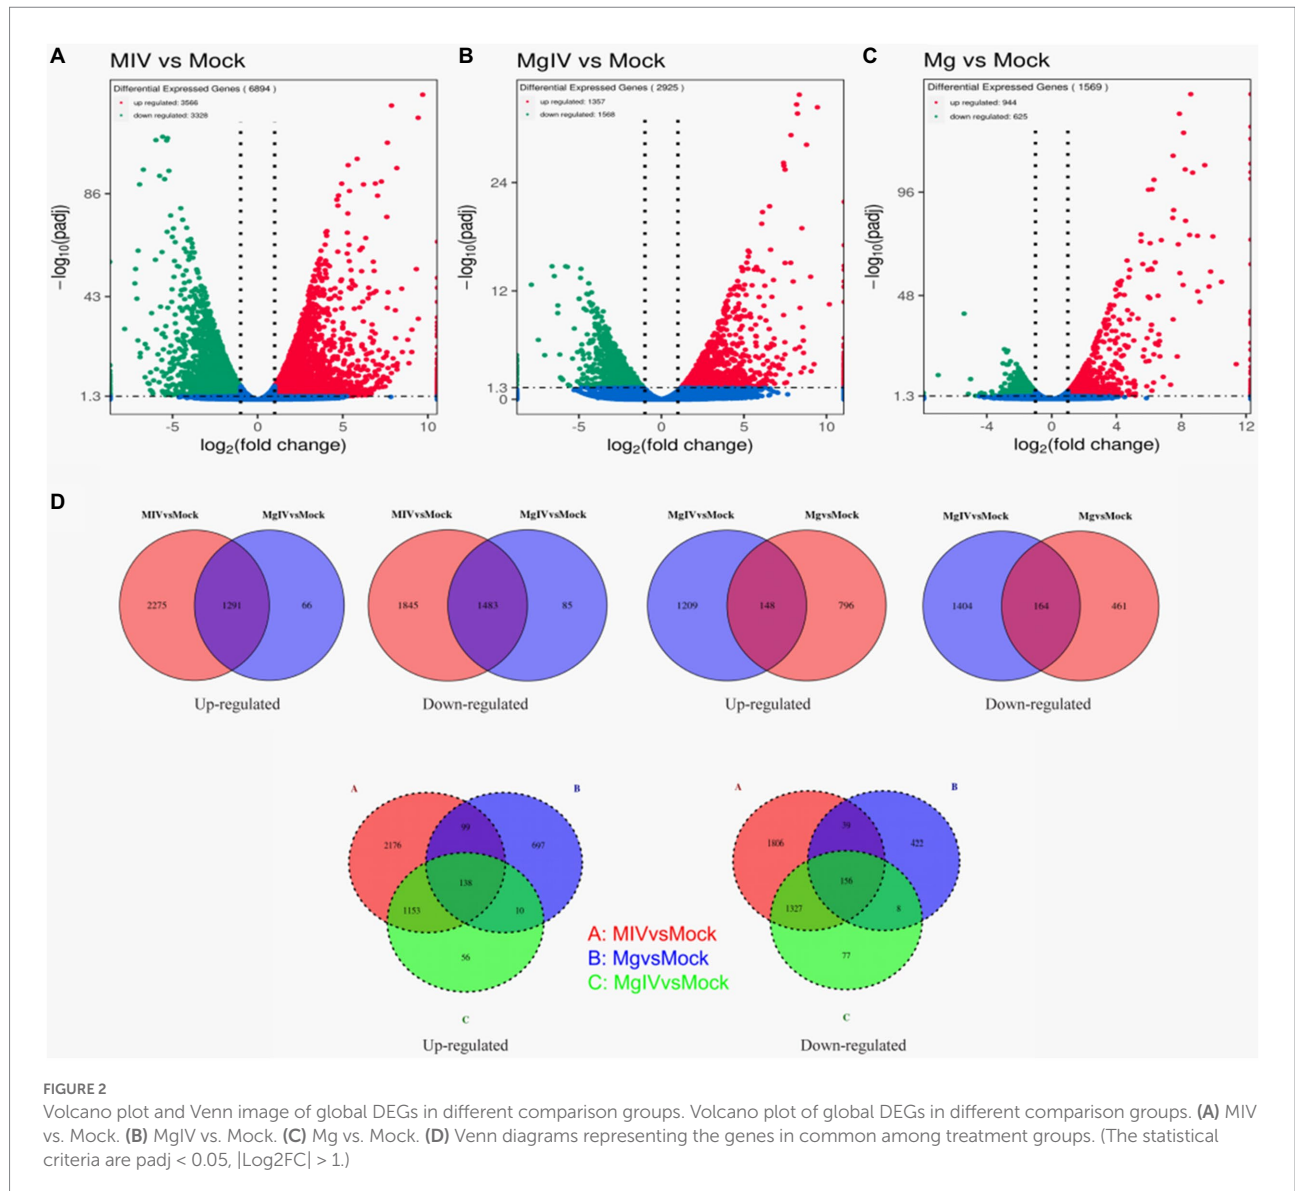 A
MIV vs Mock
Differential Expressed Genes ( 6894 )
up regulated: 3566
down regulated: 3328
86
43
1.3
−log10(padj)
-5
0
5
10
log2(fold change)
B
MgIV vs Mock
Differential Expressed Genes ( 2925 )
up regulated: 1357
down regulated: 1568
24
12
1.3
0
−log10(padj)
-5
0
5
10
log2(fold change)
C
Mg vs Mock
Differential Expressed Genes ( 1569 )
up regulated: 944
down regulated: 625
96
48
1.3
−log10(padj)
-4
0
4
8
12
log2(fold change)
D
MIVvsMock
MgIVvsMock
2275
1291
66
Up-regulated
MIVvsMock
MgIVvsMock
1845
1483
85
Down-regulated
MgIVvsMock
MgvsMock
1209
148
796
Up-regulated
MgIVvsMock
MgvsMock
1404
164
461
Down-regulated
A
B
99
2176
697
138
1153
10
56
C
Up-regulated
A: MIVvsMock
B: MgvsMock
C: MgIVvsMock
A
B
39
1806
422
156
1327
8
77
C
Down-regulated
FIGURE 2
Volcano plot and Venn image of global DEGs in different comparison groups. Volcano plot of global DEGs in different comparison groups. (A) MIV
vs. Mock. (B) MgIV vs. Mock. (C) Mg vs. Mock. (D) Venn diagrams representing the genes in common among treatment groups. (The statistical
criteria are padj < 0.05, |Log2FC| > 1.)